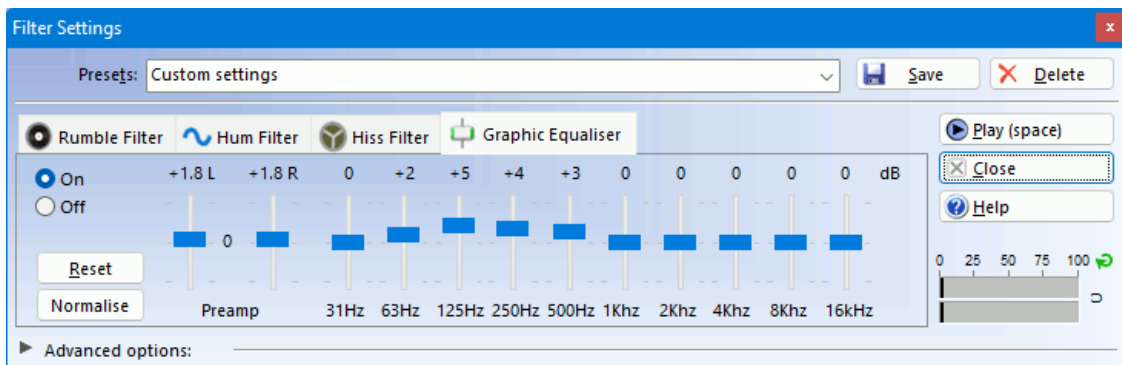 Filter Settings
x
Presets: Custom settings
Save
Delete
Rumble Filter
Hum Filter
Hiss Filter
Graphic Equaliser
Play (space)
Close
Help
On
Off
+1.8 L +1.8 R 0 +2 +5 +4 +3 0 0 0 0 0 dB
0
Reset
Normalise
Preamp 31Hz 63Hz 125Hz 250Hz 500Hz 1Khz 2Khz 4Khz 8Khz 16kHz
0 25 50 75 100
Advanced options: